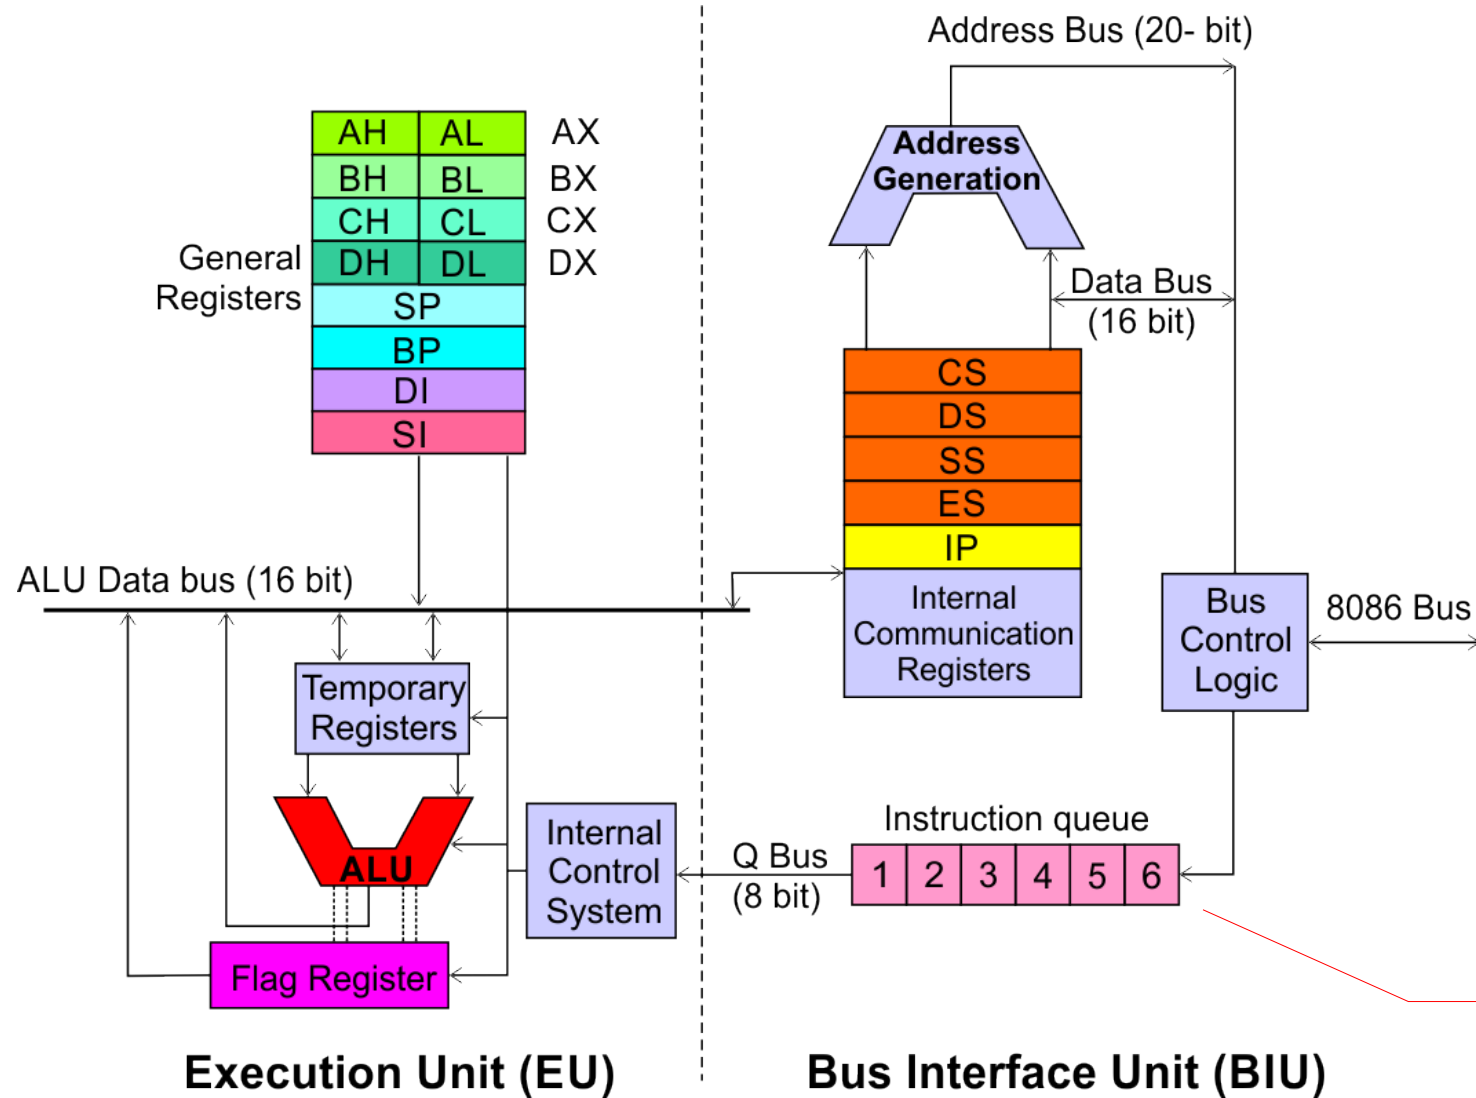 Address Bus (20- bit)
AH AL AX
BH BL BX
CH CL CX
DH DL DX
General
Registers
SP
BP
DI
SI
Address
Generation
Data Bus
(16 bit)
CS
DS
SS
ES
IP
Internal
Communication
Registers
ALU Data bus (16 bit)
Bus
Control
Logic
8086 Bus
Temporary
Registers
ALU
Internal
Control
System
Q Bus
(8 bit)
Instruction queue
1 2 3 4 5 6
Flag Register
Execution Unit (EU)
Bus Interface Unit (BIU)